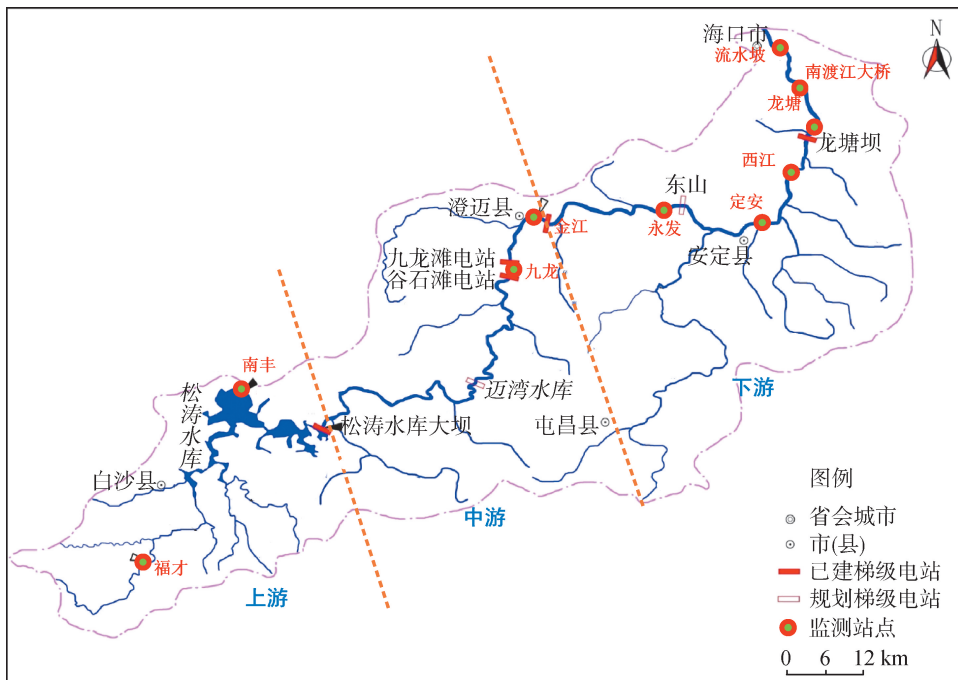 海口市
N
流水坡
南渡江大桥
龙塘
龙塘坝
西江
东山
澄迈县
定安
金江
永发
安定县
九龙滩电站
谷石滩电站
九龙
南丰
松涛水库
迈湾水库
下游
松涛水库大坝
屯昌县
白沙县
中游
福才
上游
图例
省会城市
市(县)
已建梯级电站
规划梯级电站
监测站点
0 6 12 km